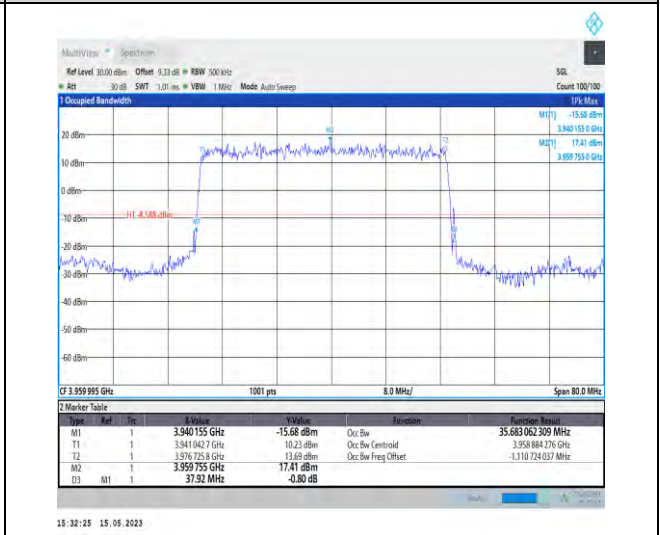 MultiView Spectrum
Ref Level 30.00 dBm Offset 9.33 dB RBW 500 kHz SGL
Att 30 dB SWT 1.01 ms VBW 1 MHz Mode Auto Sweep Count 100/100
1 Occupied Bandwidth 1Pk Max
M1[1] -15.68 dBm
3.940 155 0 GHz
M2[1] 17.41 dBm
3.959 755 0 GHz
20 dBm
M2
T1
T2
10 dBm
0 dBm
-10 dBm
H1 -8.588 dBm
M1
D3
-20 dBm
-30 dBm
-40 dBm
-50 dBm
-60 dBm
CF 3.959 995 GHz 1001 pts 8.0 MHz/ Span 80.0 MHz
2 Marker Table
Type Ref Trc X-Value Y-Value Function Function Result
M1 1 3.940 155 GHz -15.68 dBm Occ Bw 35.683 062 309 MHz
T1 1 3.941 042 7 GHz 10.23 dBm Occ Bw Centroid 3.958 884 276 GHz
T2 1 3.976 725 8 GHz 13.69 dBm Occ Bw Freq Offset -1.110 724 037 MHz
M2 1 3.959 755 GHz 17.41 dBm
D3 M1 1 37.92 MHz -0.80 dB
15:32:25 15.05.2023